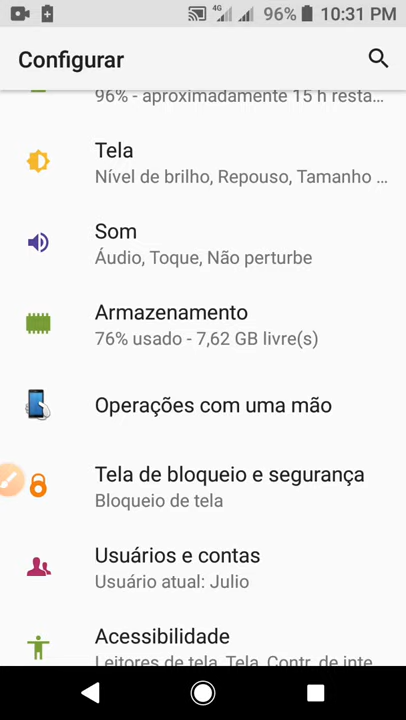 4G 96% 10:31 PM
Configurar
96% - aproximadamente 15 h resta...
Tela
Nível de brilho, Repouso, Tamanho ...
Som
Áudio, Toque, Não perturbe
Armazenamento
76% usado - 7,62 GB livre(s)
Operações com uma mão
Tela de bloqueio e segurança
Bloqueio de tela
Usuários e contas
Usuário atual: Julio
Acessibilidade
Leitores de tela, Tela, Contr. de inte